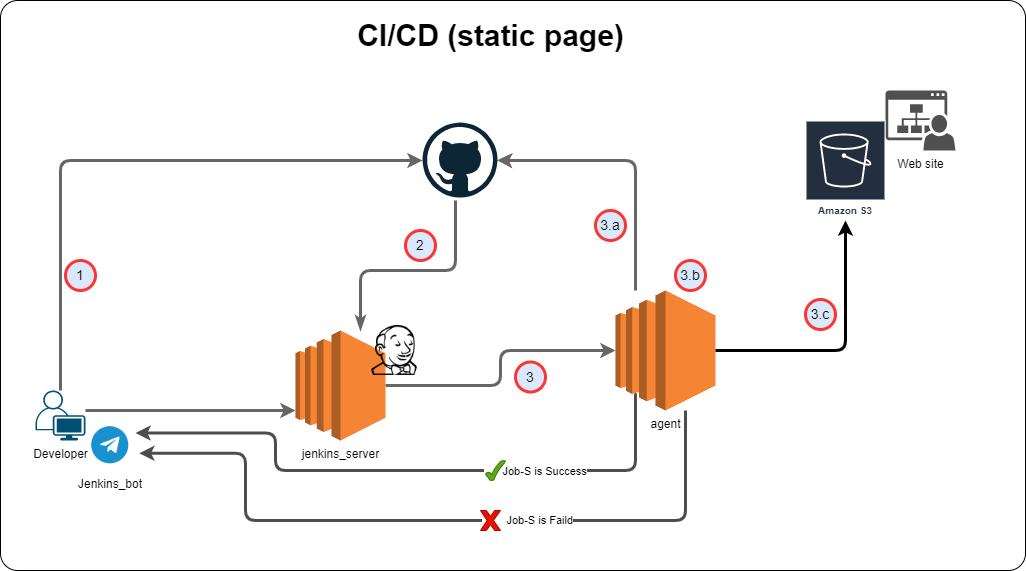 CI/CD (static page)
Web site
Amazon S3
1
2
3.a
3.b
3.c
3
Developer
Jenkins_bot
jenkins_server
agent
Job-S is Success
Job-S is Faild